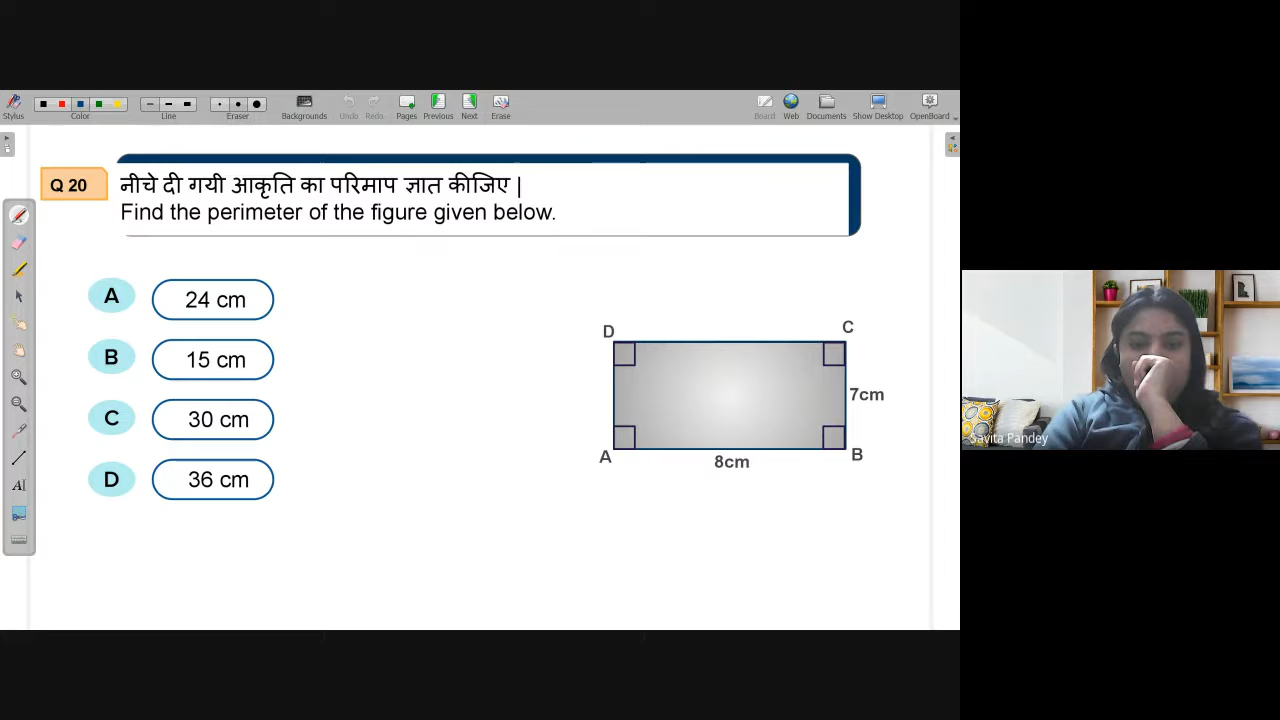 Stylus
Color
Line
Eraser
Backgrounds
Undo
Redo
Pages
Previous
Next
Erase
Board
Web
Documents
Show Desktop
OpenBoard
Q 20
नीचे दी गयी आकृति का परिमाप ज्ञात कीजिए |
Find the perimeter of the figure given below.
A 24 cm
B 15 cm
C 30 cm
D 36 cm
D
C
7cm
A
8cm
B
Savita Pandey